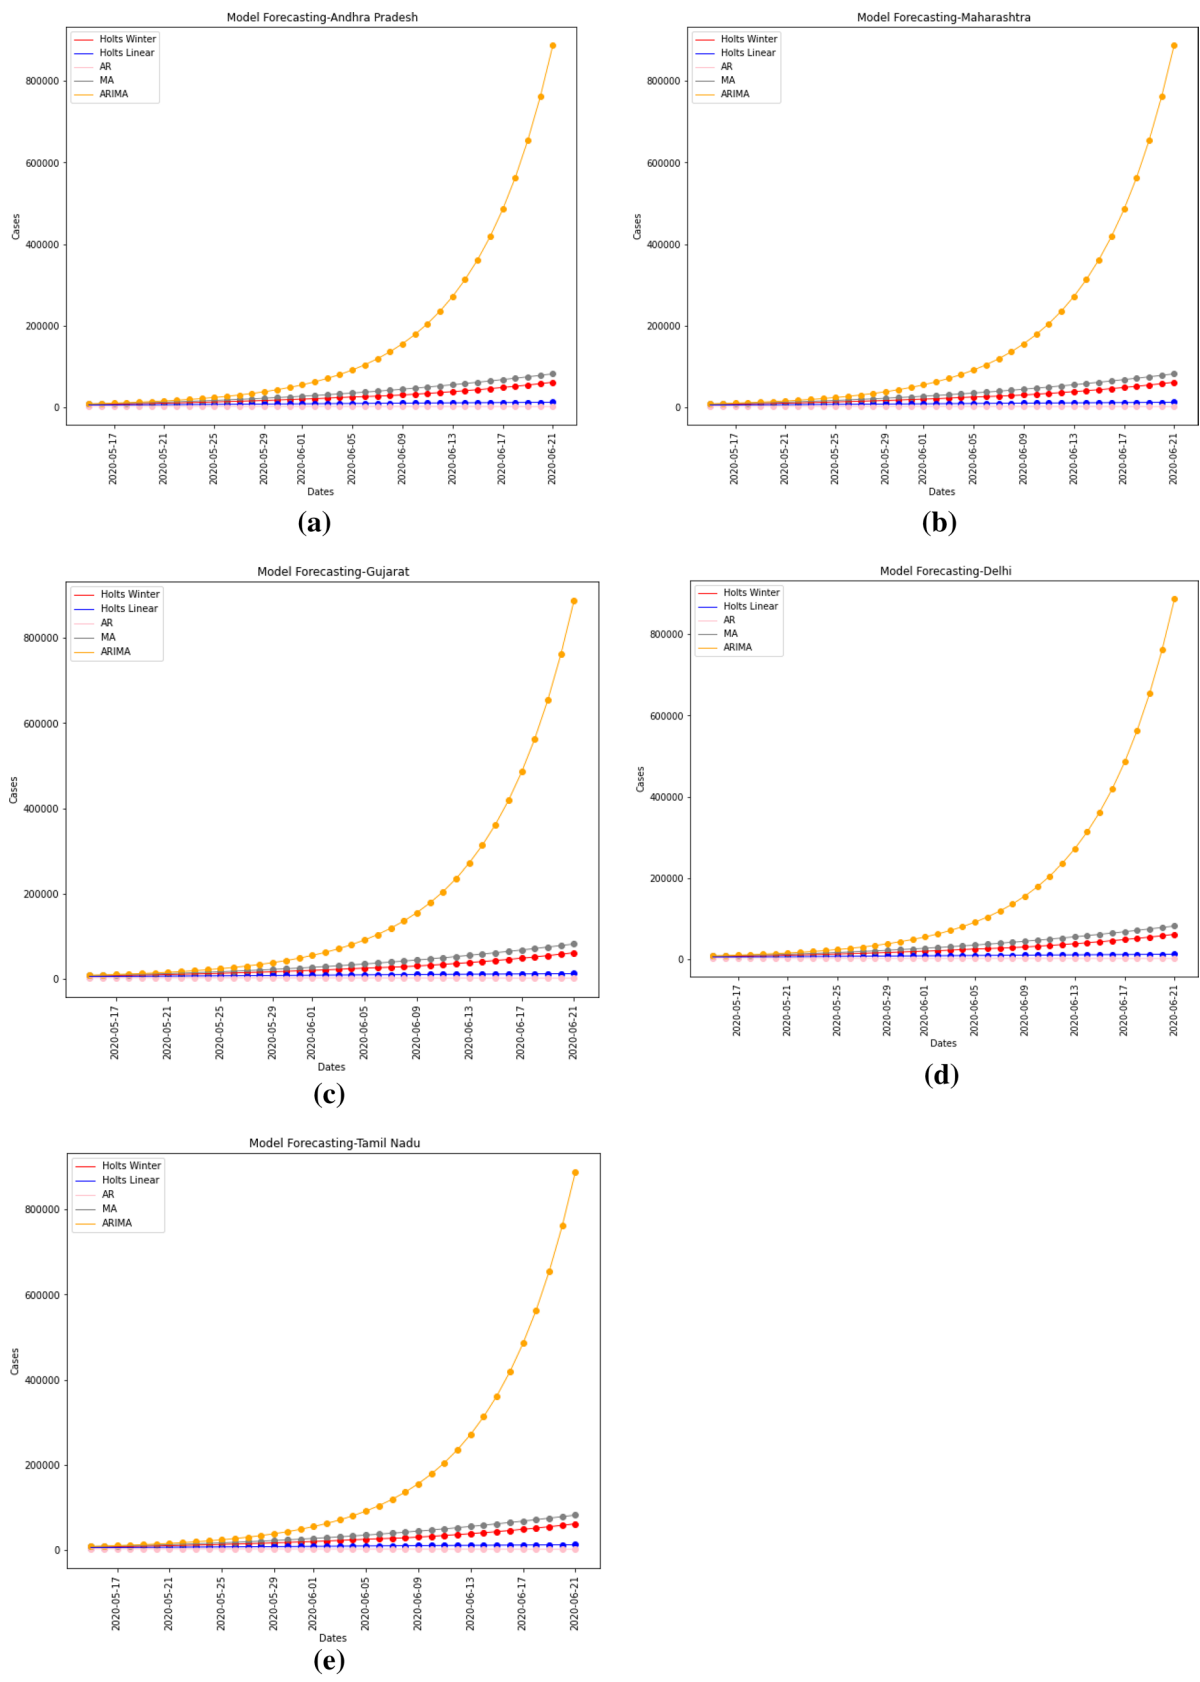 Model Forecasting-Andhra Pradesh
Holts Winter
Holts Linear
AR
MA
ARIMA
800000
600000
400000
200000
0
Cases
2020-05-17
2020-05-21
2020-05-25
2020-05-29
2020-06-01
2020-06-05
2020-06-09
2020-06-13
2020-06-17
2020-06-21
Dates
(a)
Model Forecasting-Maharashtra
Holts Winter
Holts Linear
AR
MA
ARIMA
800000
600000
400000
200000
0
Cases
2020-05-17
2020-05-21
2020-05-25
2020-05-29
2020-06-01
2020-06-05
2020-06-09
2020-06-13
2020-06-17
2020-06-21
Dates
(b)
Model Forecasting-Gujarat
Holts Winter
Holts Linear
AR
MA
ARIMA
800000
600000
400000
200000
0
Cases
2020-05-17
2020-05-21
2020-05-25
2020-05-29
2020-06-01
2020-06-05
2020-06-09
2020-06-13
2020-06-17
2020-06-21
Dates
(c)
Model Forecasting-Delhi
Holts Winter
Holts Linear
AR
MA
ARIMA
800000
600000
400000
200000
0
Cases
2020-05-17
2020-05-21
2020-05-25
2020-05-29
2020-06-01
2020-06-05
2020-06-09
2020-06-13
2020-06-17
2020-06-21
Dates
(d)
Model Forecasting-Tamil Nadu
Holts Winter
Holts Linear
AR
MA
ARIMA
800000
600000
400000
200000
0
Cases
2020-05-17
2020-05-21
2020-05-25
2020-05-29
2020-06-01
2020-06-05
2020-06-09
2020-06-13
2020-06-17
2020-06-21
Dates
(e)